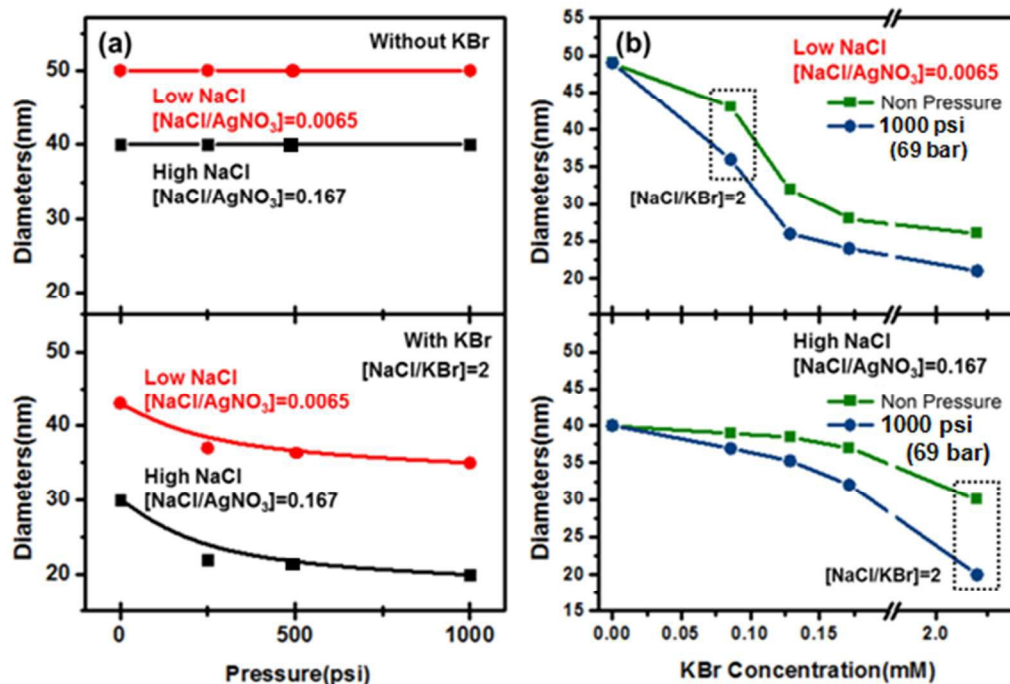 (a)
Without KBr
50
40
30
20
Low NaCl
[NaCl/AgNO₃]=0.0065
High NaCl
[NaCl/AgNO₃]=0.167
Diameters(nm)
With KBr
[NaCl/KBr]=2
50
40
30
20
Low NaCl
[NaCl/AgNO₃]=0.0065
High NaCl
[NaCl/AgNO₃]=0.167
Diameters(nm)
0 500 1000
Pressure(psi)
(b)
Low NaCl
[NaCl/AgNO₃]=0.0065
Non Pressure
1000 psi
(69 bar)
[NaCl/KBr]=2
55
50
45
40
35
30
25
20
Diameters(nm)
High NaCl
[NaCl/AgNO₃]=0.167
Non Pressure
1000 psi
(69 bar)
[NaCl/KBr]=2
50
45
40
35
30
25
20
15
Diameters(nm)
0.00 0.05 0.10 0.15 2.0
KBr Concentration(mM)